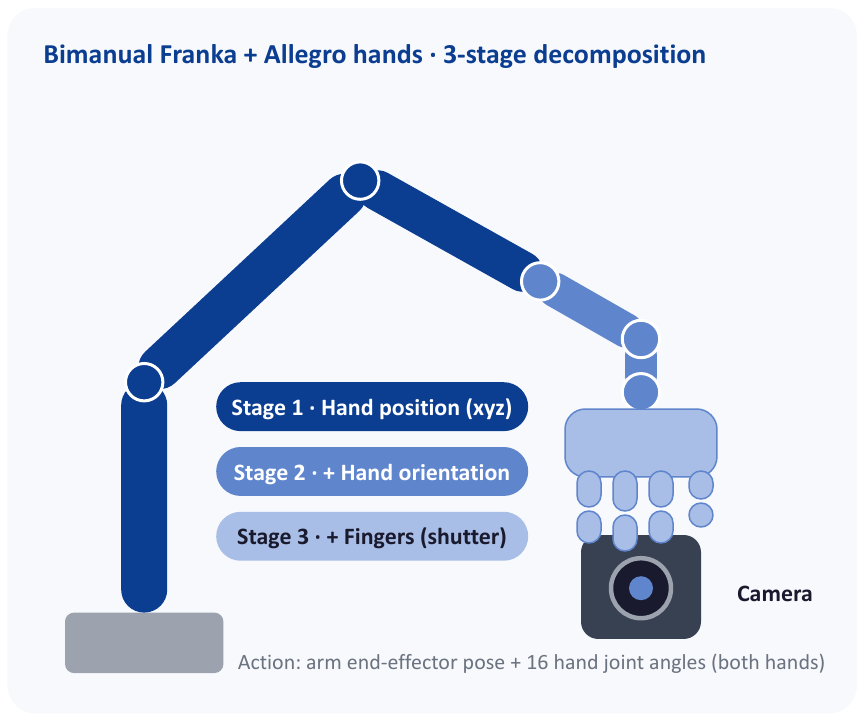 Bimanual Franka + Allegro hands · 3-stage decomposition
Stage 1 · Hand position (xyz)
Stage 2 · + Hand orientation
Stage 3 · + Fingers (shutter)
Camera
Action: arm end-effector pose + 16 hand joint angles (both hands)